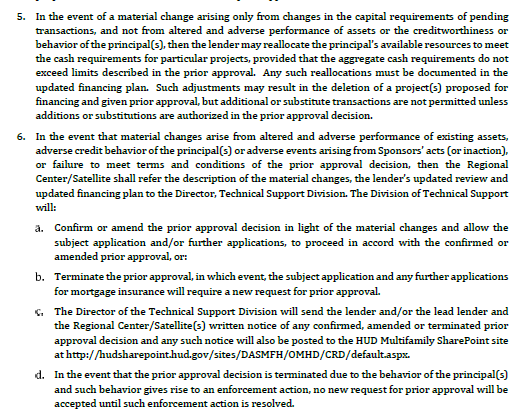 5. In the event of a material change arising only from changes in the capital requirements of pending
transactions, and not from altered and adverse performance of assets or the creditworthiness or
behavior of the principal(s), then the lender may reallocate the principal's available resources to meet
the cash requirements for particular projects, provided that the aggregate cash requirements do not
exceed limits described in the prior approval. Any such reallocations must be documented in the
updated financing plan. Such adjustments may result in the deletion of a project(s) proposed for
financing and given prior approval, but additional or substitute transactions are not permitted unless
additions or substitutions are authorized in the prior approval decision.
6. In the event that material changes arise from altered and adverse performance of existing assets,
adverse credit behavior of the principal(s) or adverse events arising from Sponsors' acts (or inaction),
or failure to meet terms and conditions of the prior approval decision, then the Regional
Center/Satellite shall refer the description of the material changes, the lender's updated review and
updated financing plan to the Director, Technical Support Division. The Division of Technical Support
will:
a. Confirm or amend the prior approval decision in light of the material changes and allow the
subject application and/or further applications, to proceed in accord with the confirmed or
amended prior approval, or:
b. Terminate the prior approval, in which event, the subject application and any further applications
for mortgage insurance will require a new request for prior approval.
c. The Director of the Technical Support Division will send the lender and/or the lead lender and
the Regional Center/Satellite(s) written notice of any confirmed, amended or terminated prior
approval decision and any such notice will also be posted to the HUD Multifamily SharePoint site
at http://hudsharepoint.hud.gov/sites/DASMFH/OMHD/CRD/default.aspx.
d. In the event that the prior approval decision is terminated due to the behavior of the principal(s)
and such behavior gives rise to an enforcement action, no new request for prior approval will be
accepted until such enforcement action is resolved.